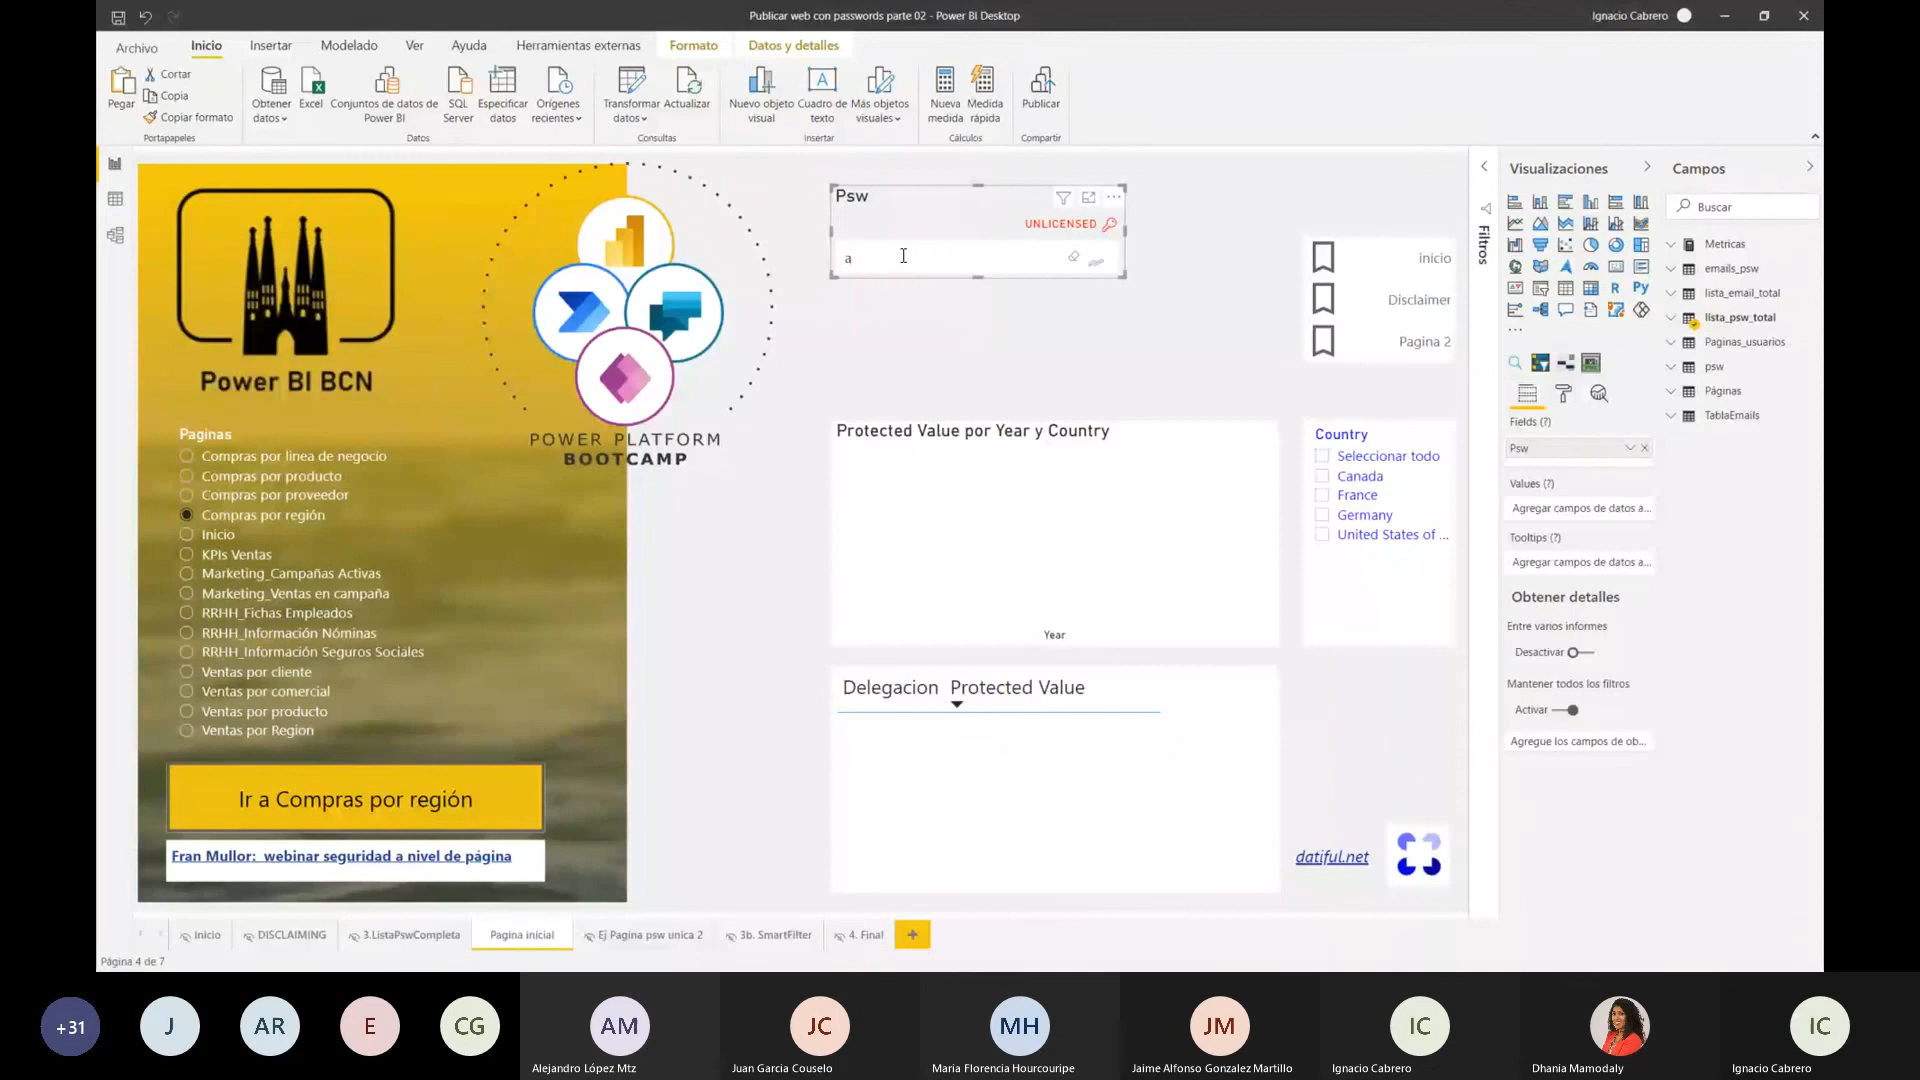 Publicar web con passwords parte 02 - Power BI Desktop
Ignacio Cabrero
Archivo
Inicio
Insertar
Modelado
Ver
Ayuda
Herramientas externas
Formato
Datos y detalles
Pegar
Cortar
Copia
Copiar formato
Portapapeles
Obtener datos
Excel
Conjuntos de datos de Power BI
SQL Server
Especificar datos
Orígenes recientes
Datos
Transformar datos
Actualizar
Consultas
Nuevo objeto visual
Cuadro de texto
Más objetos visuales
Insertar
Nueva medida
Medida rápida
Cálculos
Publicar
Compartir
Power BI BCN
POWER PLATFORM
BOOTCAMP
Paginas
Compras por linea de negocio
Compras por producto
Compras por proveedor
Compras por región
Inicio
KPIs Ventas
Marketing_Campañas Activas
Marketing_Ventas en campaña
RRHH_Fichas Empleados
RRHH_Información Nóminas
RRHH_Información Seguros Sociales
Ventas por cliente
Ventas por comercial
Ventas por producto
Ventas por Region
Ir a Compras por región
Fran Mullor: webinar seguridad a nivel de página
Psw
UNLICENSED
a
inicio
Disclaimer
Pagina 2
Protected Value por Year y Country
Year
Country
Seleccionar todo
Canada
France
Germany
United States of ...
Delegacion Protected Value
datiful.net
Filtros
Visualizaciones
R
Py
...
Fields (?)
Psw
Values (?)
Agregar campos de datos a...
Tooltips (?)
Agregar campos de datos a...
Obtener detalles
Entre varios informes
Desactivar
Mantener todos los filtros
Activar
Agregue los campos de ob...
Campos
Buscar
Metricas
emails_psw
lista_email_total
lista_psw_total
Paginas_usuarios
psw
Páginas
TablaEmails
Inicio
DISCLAIMING
3.ListaPswCompleta
Pagina inicial
Ej Pagina psw unica 2
3b. SmartFilter
4. Final
+
Página 4 de 7
+31
J
AR
E
CG
AM
JC
MH
JM
IC
IC
Alejandro López Mtz
Juan Garcia Couselo
Maria Florencia Hourcouripe
Jaime Alfonso Gonzalez Martillo
Ignacio Cabrero
Dhania Mamodaly
Ignacio Cabrero